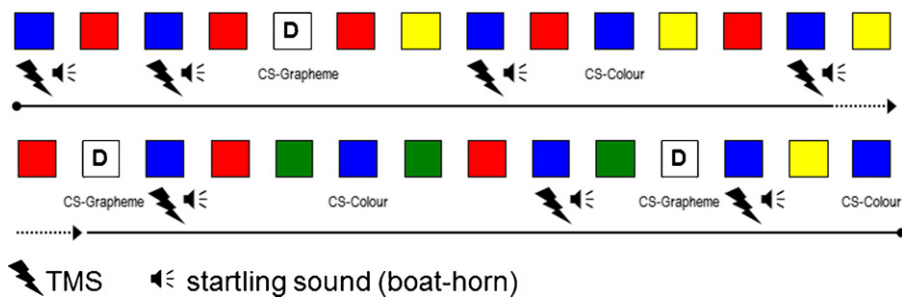 D
CS-Grapheme CS-Colour
D D
CS-Grapheme CS-Colour CS-Grapheme CS-Colour
TMS startling sound (boat-horn)